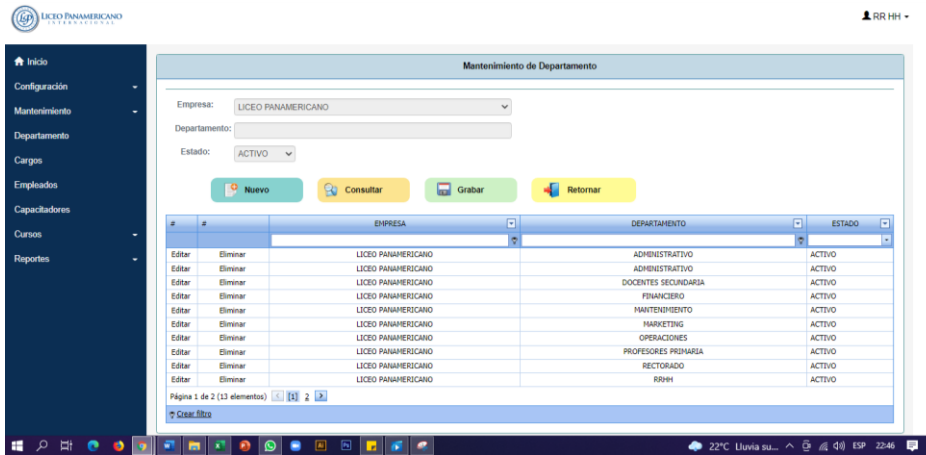 LICEO PANAMERICANO
INTERNACIONAL
RR HH
Inicio
Configuración
Mantenimiento
Departamento
Cargos
Empleados
Capacitadores
Cursos
Reportes
Mantenimiento de Departamento
Empresa: LICEO PANAMERICANO
Departamento:
Estado: ACTIVO
Nuevo Consultar Grabar Retornar
# # EMPRESA DEPARTAMENTO ESTADO
Editar Eliminar LICEO PANAMERICANO ADMINISTRATIVO ACTIVO
Editar Eliminar LICEO PANAMERICANO ADMINISTRATIVO ACTIVO
Editar Eliminar LICEO PANAMERICANO DOCENTES SECUNDARIA ACTIVO
Editar Eliminar LICEO PANAMERICANO FINANCIERO ACTIVO
Editar Eliminar LICEO PANAMERICANO MANTENIMIENTO ACTIVO
Editar Eliminar LICEO PANAMERICANO MARKETING ACTIVO
Editar Eliminar LICEO PANAMERICANO OPERACIONES ACTIVO
Editar Eliminar LICEO PANAMERICANO PROFESORES PRIMARIA ACTIVO
Editar Eliminar LICEO PANAMERICANO RECTORADO ACTIVO
Editar Eliminar LICEO PANAMERICANO RRHH ACTIVO
Página 1 de 2 (13 elementos) [1] 2
Crear filtro
22°C Lluvia su... ESP 22:46